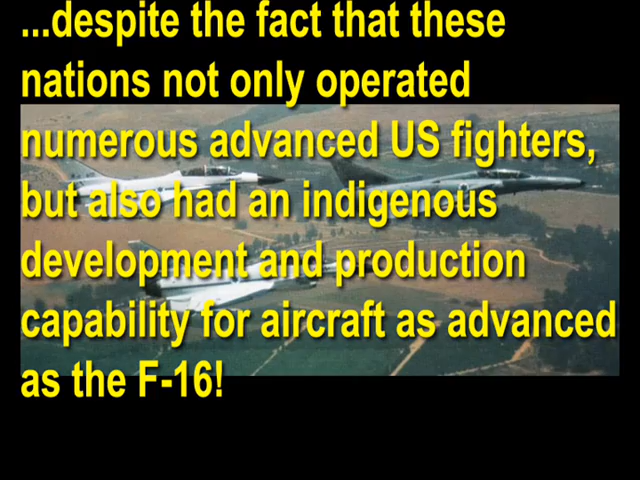 ...despite the fact that these
nations not only operated
numerous advanced US fighters,
but also had an indigenous
development and production
capability for aircraft as advanced
as the F-16!